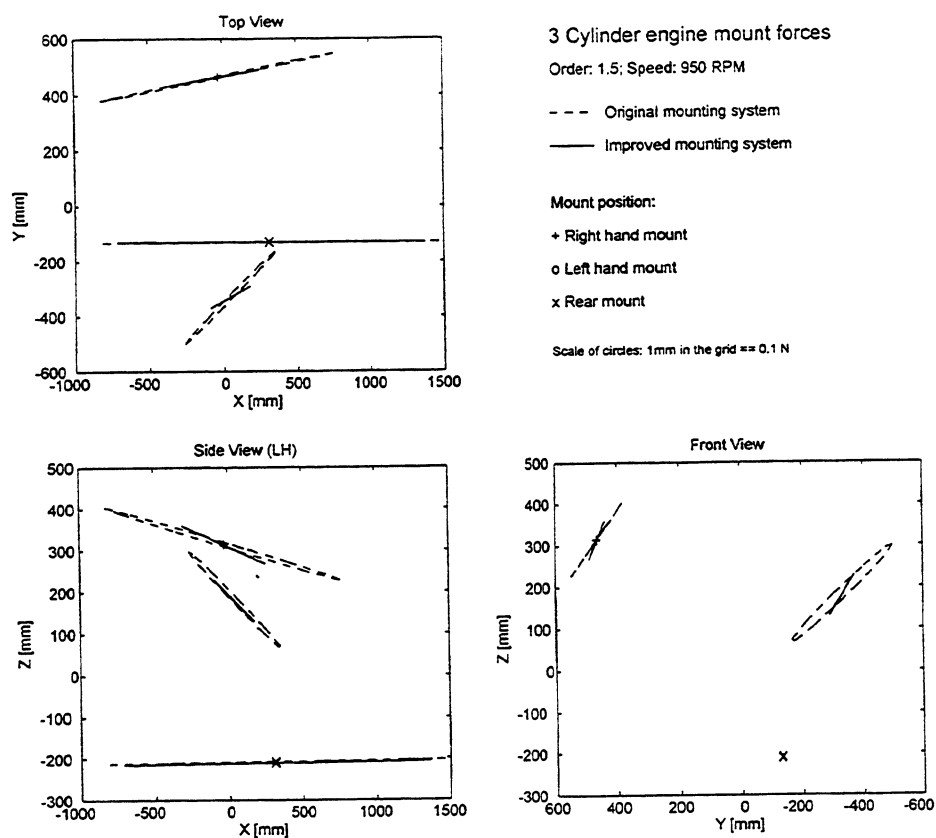 Top View
600
400
200
0
-200
-400
-600
Y [mm]
-1000 -500 0 500 1000 1500
X [mm]
3 Cylinder engine mount forces
Order: 1.5; Speed: 950 RPM
Original mounting system
Improved mounting system
Mount position:
+ Right hand mount
o Left hand mount
x Rear mount
Scale of circles: 1mm in the grid == 0.1 N
Side View (LH)
500
400
300
200
100
0
-100
-200
-300
Z [mm]
-1000 -500 0 500 1000 1500
X [mm]
Front View
500
400
300
200
100
0
-100
-200
-300
Z [mm]
600 400 200 0 -200 -400 -600
Y [mm]